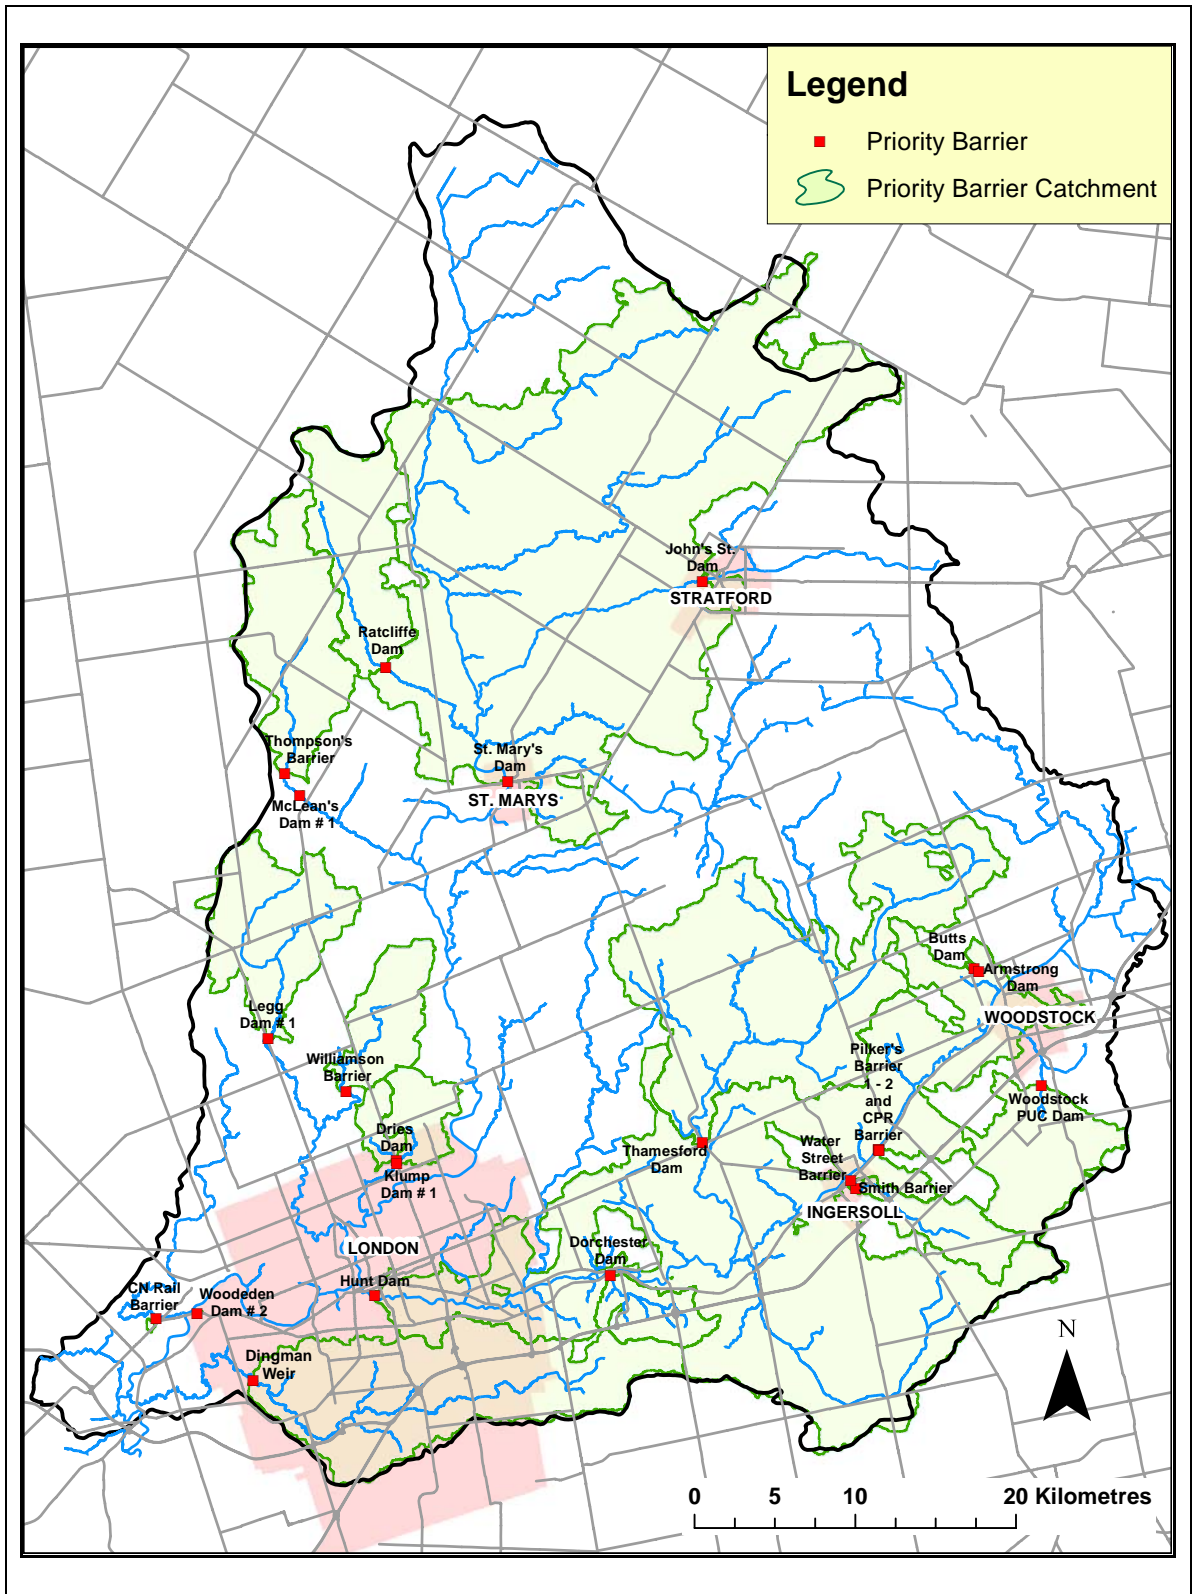 Legend
Priority Barrier
Priority Barrier Catchment
John's St.
Dam
STRATFORD
Ratcliffe
Dam
Thompson's
Barrier
McLean's
Dam # 1
St. Mary's
Dam
ST. MARYS
Butts
Dam
Armstrong
Dam
WOODSTOCK
Legg
Dam # 1
Williamson
Barrier
Pilker's
Barrier
1 - 2
and
CPR
Barrier
Woodstock
PUC Dam
Dries
Dam
Klump
Dam # 1
Thamesford
Dam
Water
Street
Barrier
Smith Barrier
INGERSOLL
LONDON
Dorchester
Dam
Hunt Dam
CN Rail
Barrier
Woodeden
Dam # 2
Dingman
Weir
N
0 5 10 20 Kilometres